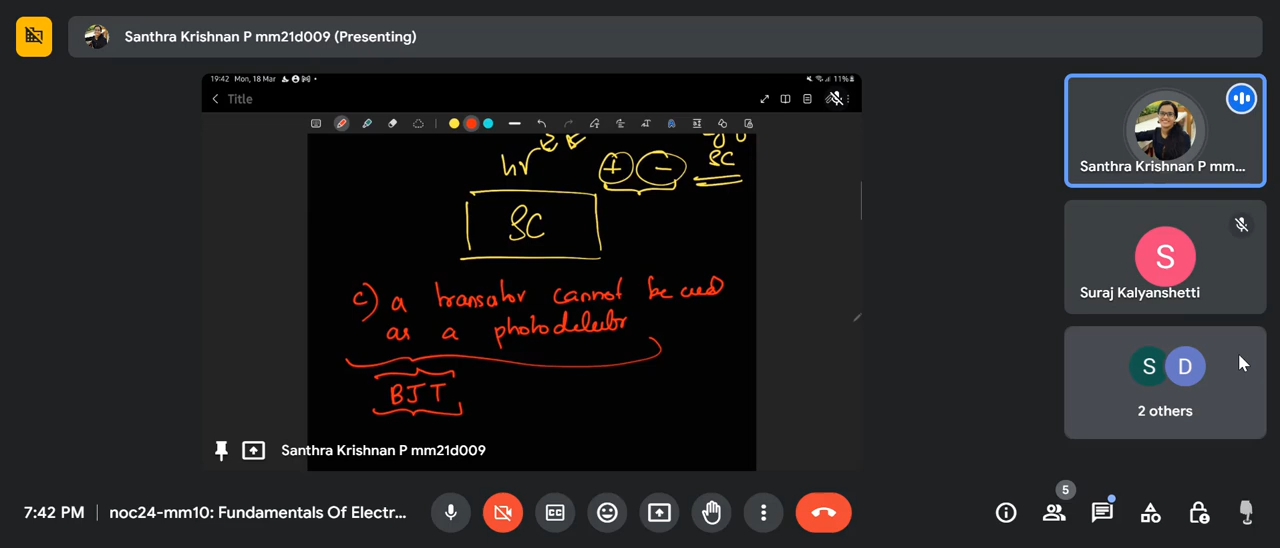 Santhra Krishnan P mm21d009 (Presenting)
19:42 Mon, 18 Mar
11%
Title
hν
+ −
SC
SC
c) a transator cannot be used
as a photodetector
BJT
Santhra Krishnan P mm21d009
Santhra Krishnan P mm...
S
Suraj Kalyanshetti
S D
2 others
7:42 PM | noc24-mm10: Fundamentals Of Electr...
5